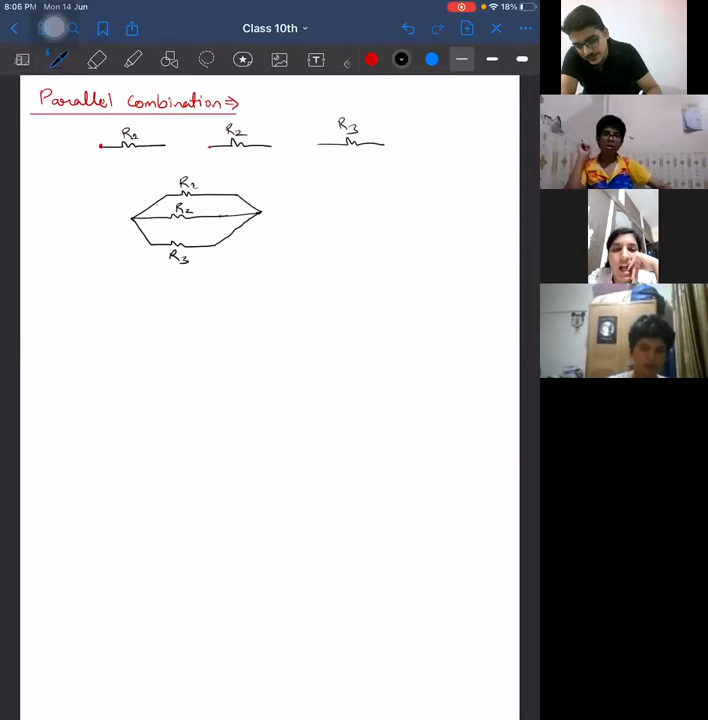 8:06 PM Mon 14 Jun
18%
Class 10th
T
Parallel Combination⇒
R1 R2 R3
R1
R2
R3